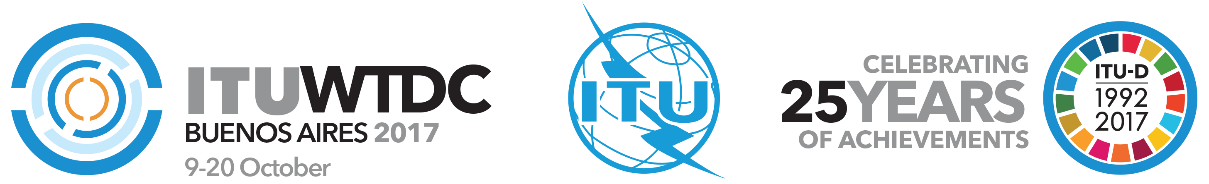 ITUWTDC
BUENOS AIRES 2017
9-20 October
ITU
CELEBRATING
25YEARS
OF ACHIEVEMENTS
ITU-D
1992
2017